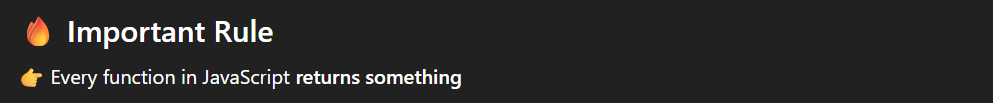 🔥 Important Rule
👉 Every function in JavaScript returns something